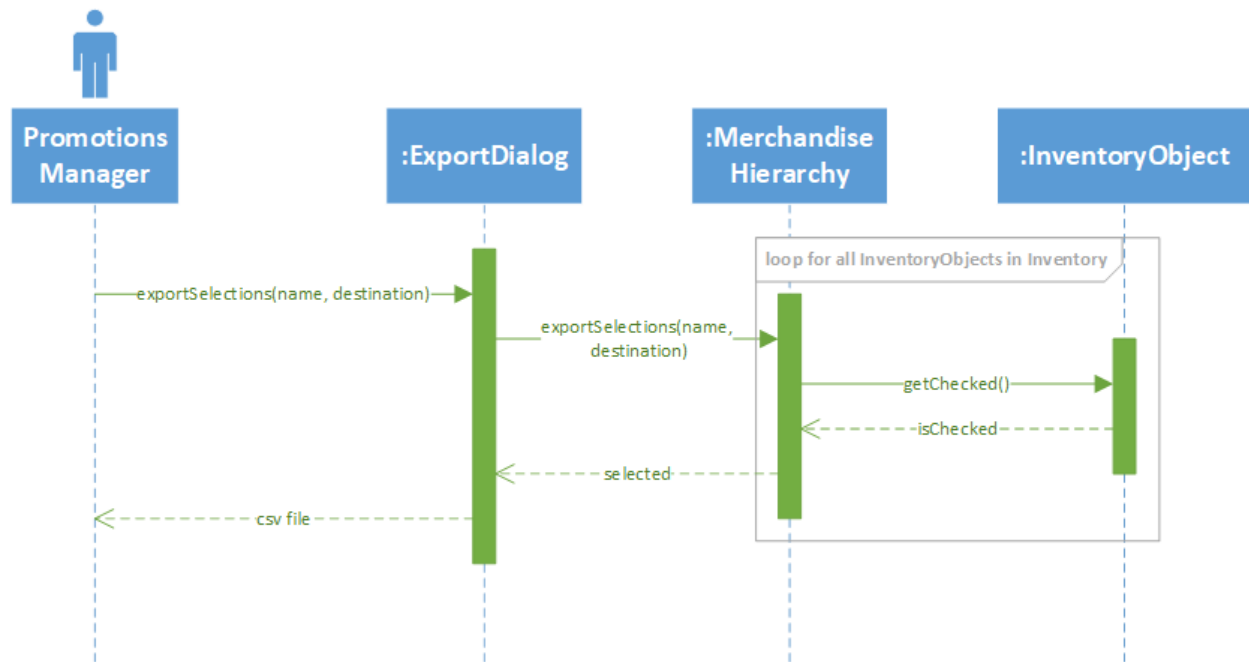 Promotions
Manager
:ExportDialog
:Merchandise
Hierarchy
:InventoryObject
loop for all InventoryObjects in Inventory
exportSelections(name, destination)
exportSelections(name,
destination)
getChecked()
isChecked
selected
csv file